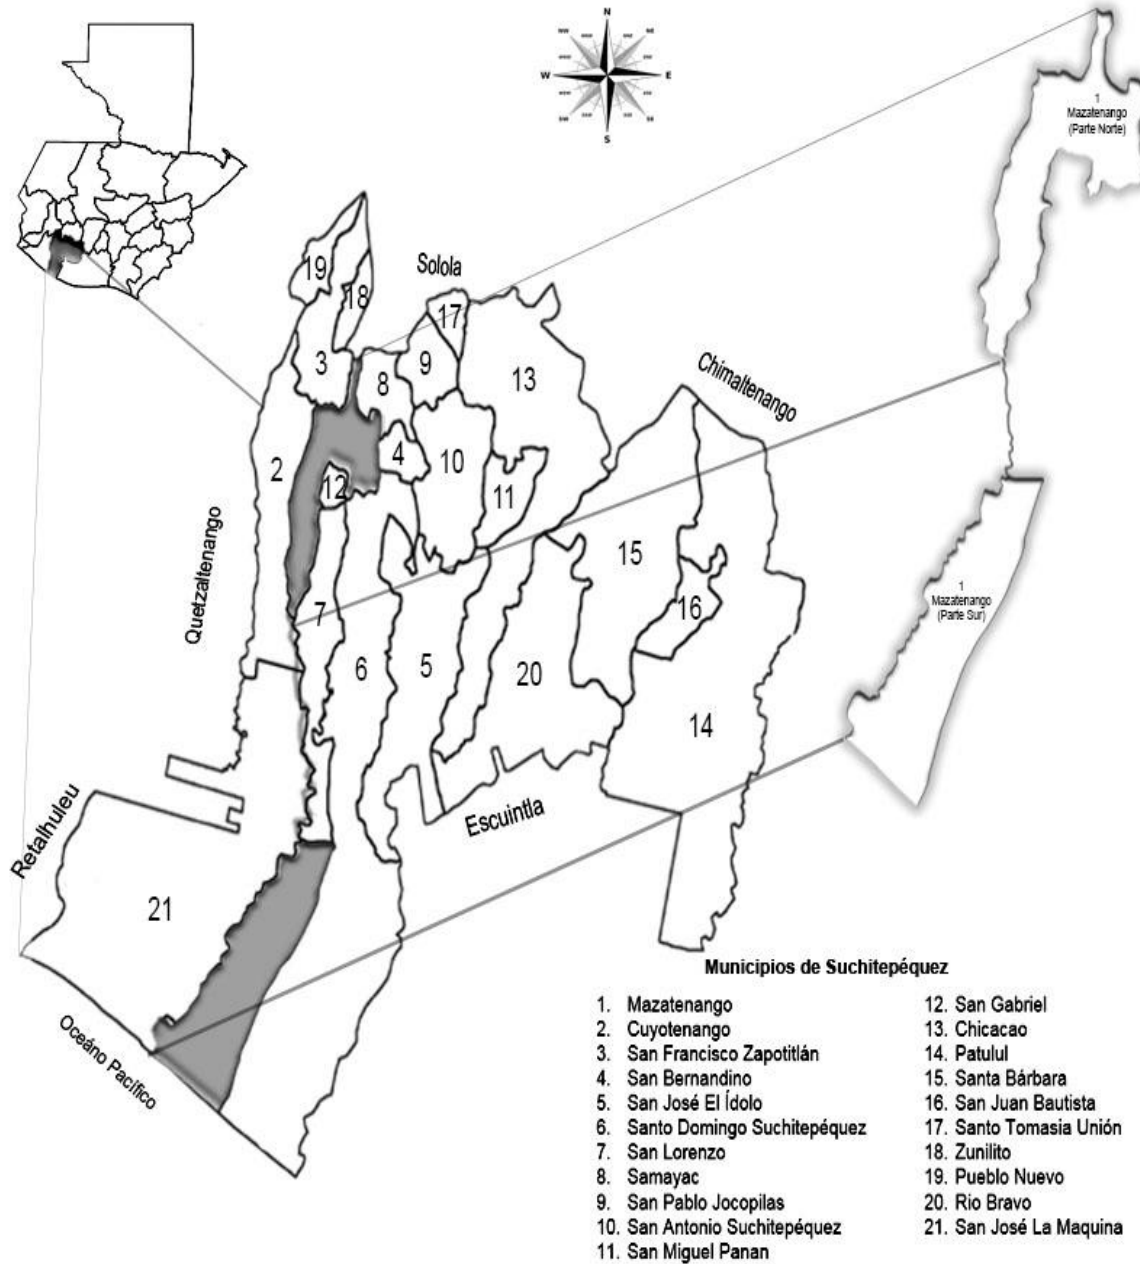 N
NW
NE
W
E
SW
SE
S
1
Mazatenango
(Parte Norte)
19
18
Solola
17
3
8
9
13
Chimaltenango
2
4
10
12
11
Quetzaltenango
15
16
1
Mazatenango
(Parte Sur)
7
6
5
20
14
Retalhuleu
Escuintla
21
Oceáno Pacífico
Municipios de Suchitepéquez
1. Mazatenango
2. Cuyotenango
3. San Francisco Zapotitlán
4. San Bernandino
5. San José El Ídolo
6. Santo Domingo Suchitepéquez
7. San Lorenzo
8. Samayac
9. San Pablo Jocopilas
10. San Antonio Suchitepéquez
11. San Miguel Panan
12. San Gabriel
13. Chicacao
14. Patulul
15. Santa Bárbara
16. San Juan Bautista
17. Santo Tomasia Unión
18. Zunilito
19. Pueblo Nuevo
20. Rio Bravo
21. San José La Maquina